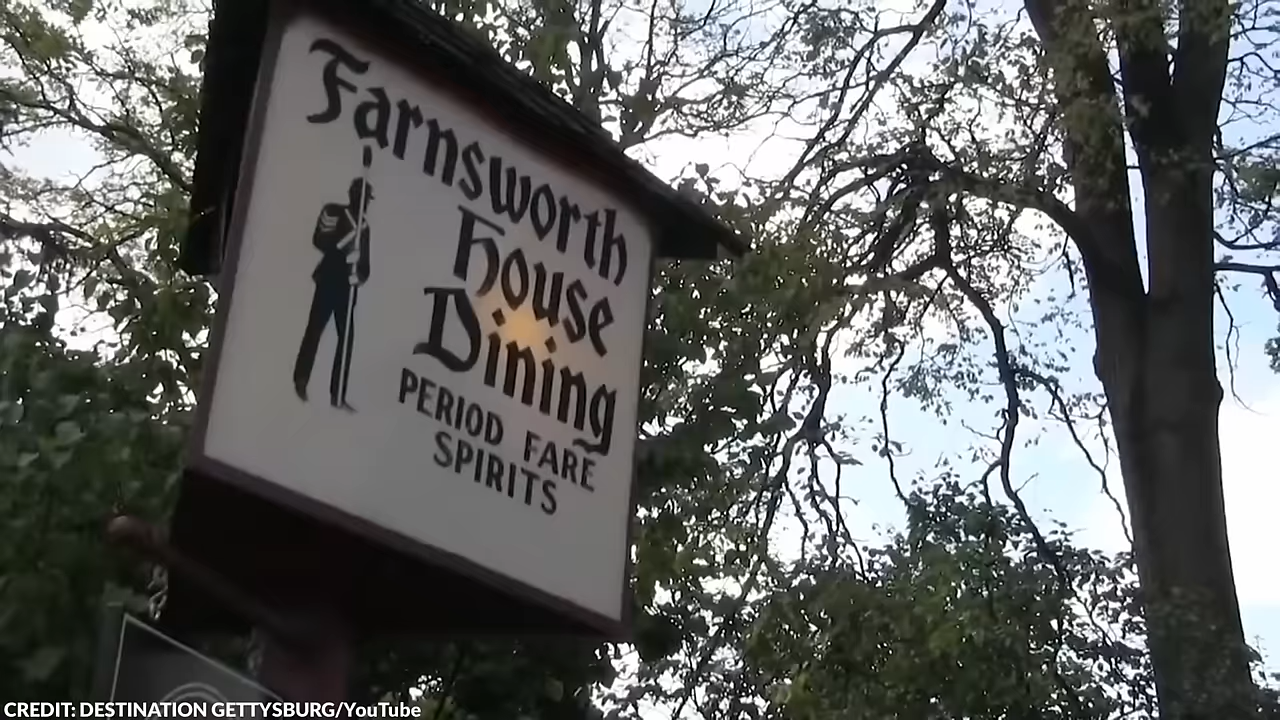 Farnsworth
House
Dining
PERIOD FARE
SPIRITS
CREDIT: DESTINATION GETTYSBURG/YouTube